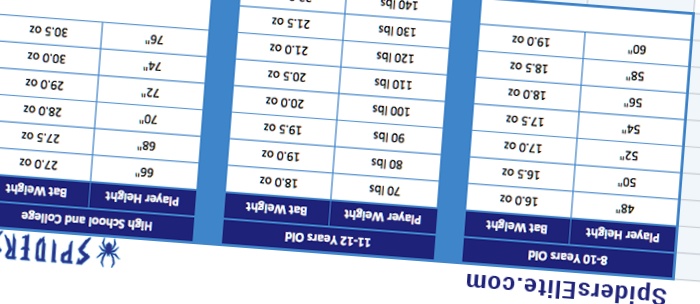 SpidersElite.com
SPIDER
8-10 Years Old
Player Height Bat Weight
48" 16.0 oz
50" 16.5 oz
52" 17.0 oz
54" 17.5 oz
56" 18.0 oz
58" 18.5 oz
60" 19.0 oz
11-12 Years Old
Player Weight Bat Weight
70 lbs 18.0 oz
80 lbs 19.0 oz
90 lbs 19.5 oz
100 lbs 20.0 oz
110 lbs 20.5 oz
120 lbs 21.0 oz
130 lbs 21.5 oz
140 lbs
High School and College
Player Height Bat Weight
66" 27.0 oz
68" 27.5 oz
70" 28.0 oz
72" 29.0 oz
74" 30.0 oz
76" 30.5 oz